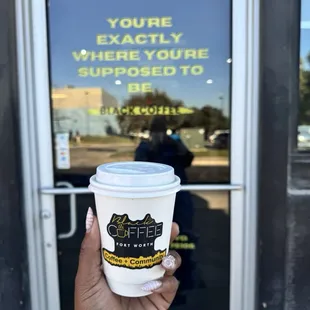 YOU'RE
EXACTLY
WHERE YOU'RE
SUPPOSED TO
BE
BLACK COFFEE
Black
COFFEE
FORT WORTH
Coffee + Community